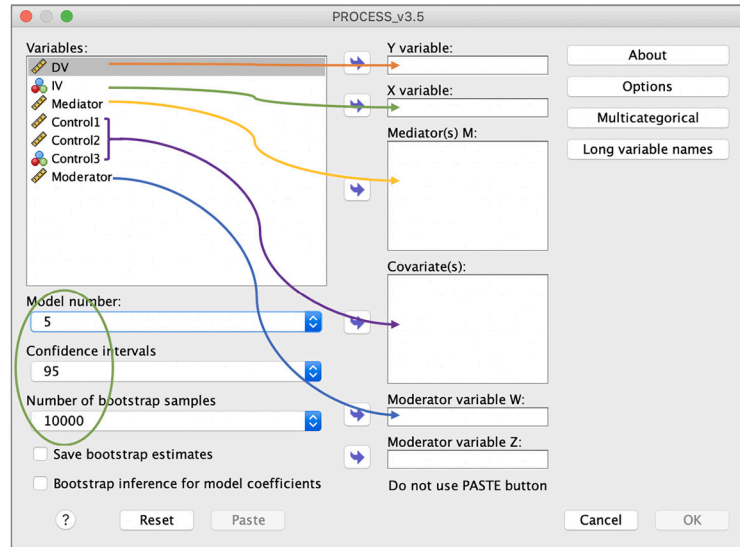 PROCESS_v3.5
Variables:
DV
IV
Mediator
Control1
Control2
Control3
Moderator
Model number:
5
Confidence intervals
95
Number of bootstrap samples
10000
Save bootstrap estimates
Bootstrap inference for model coefficients
Y variable:
X variable:
Mediator(s) M:
Covariate(s):
Moderator variable W:
Moderator variable Z:
Do not use PASTE button
About
Options
Multicategorical
Long variable names
?
Reset
Paste
Cancel
OK